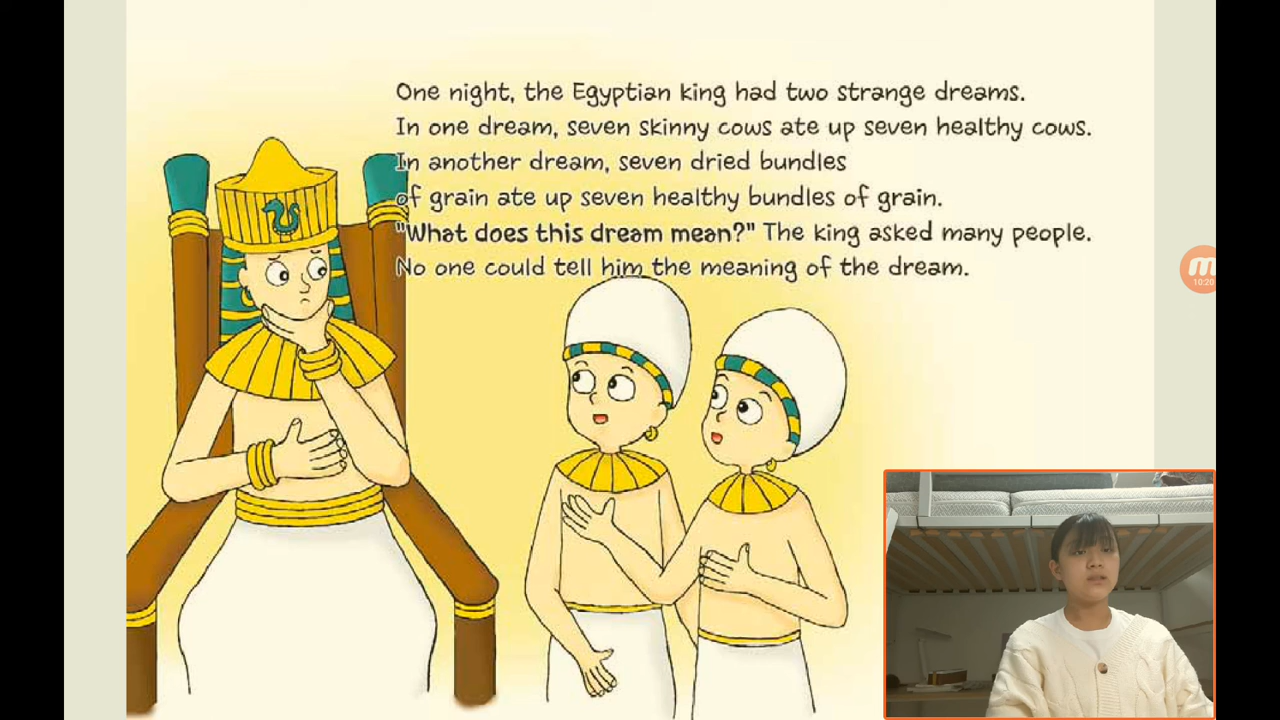 One night, the Egyptian king had two strange dreams.
In one dream, seven skinny cows ate up seven healthy cows.
In another dream, seven dried bundles
of grain ate up seven healthy bundles of grain.
"What does this dream mean?" The king asked many people.
No one could tell him the meaning of the dream.
M
10:20